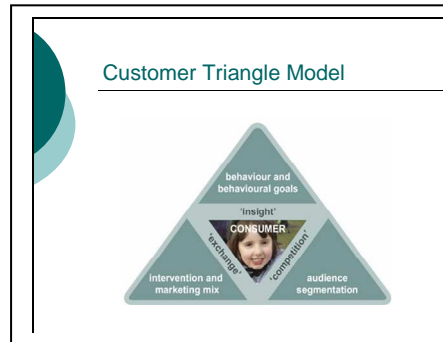 Customer Triangle Model
behaviour and
behavioural goals
'insight'
CONSUMER
'exchange'
'competition'
intervention and
marketing mix
audience
segmentation